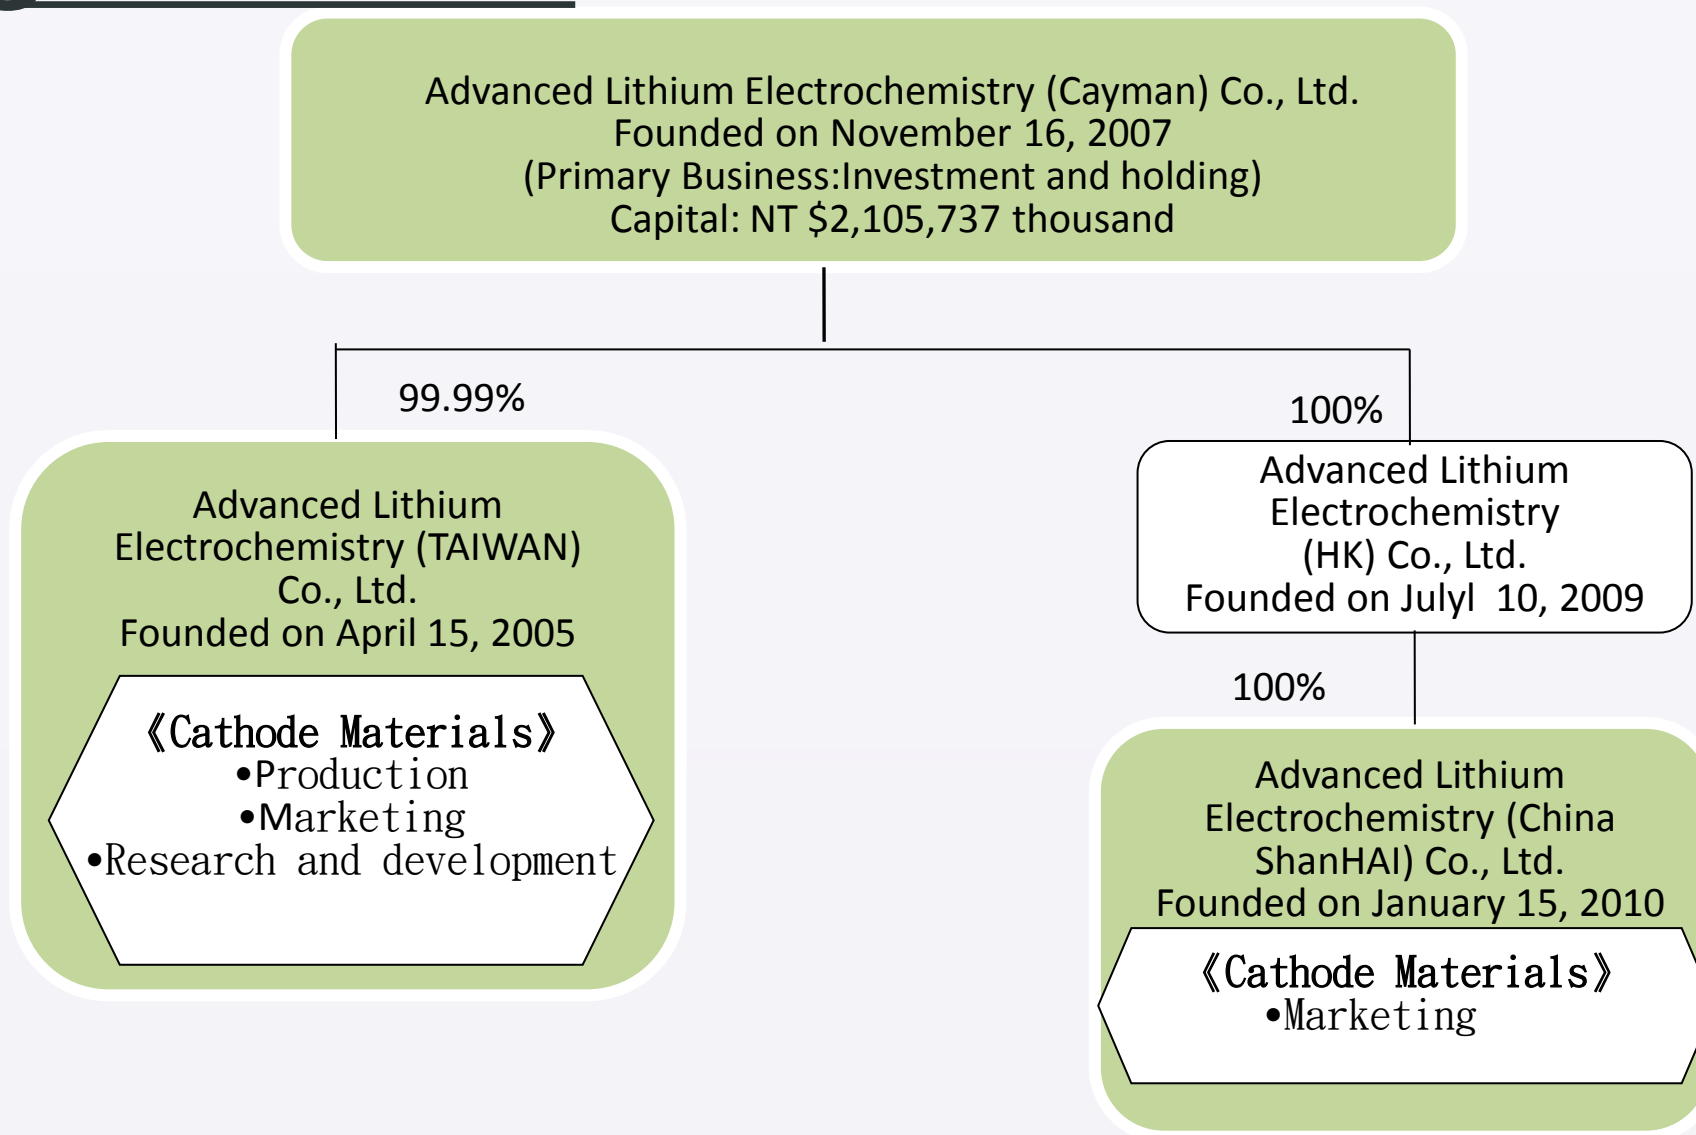 Advanced Lithium Electrochemistry (Cayman) Co., Ltd.
Founded on November 16, 2007
(Primary Business:Investment and holding)
Capital: NT $2,105,737 thousand
99.99%
100%
Advanced Lithium
Electrochemistry (TAIWAN)
Co., Ltd.
Founded on April 15, 2005
《Cathode Materials》
•Production
•Marketing
•Research and development
Advanced Lithium
Electrochemistry
(HK) Co., Ltd.
Founded on Julyl  10, 2009
100%
Advanced Lithium
Electrochemistry (China
ShanHAI) Co., Ltd.
Founded on January 15, 2010
《Cathode Materials》
•Marketing